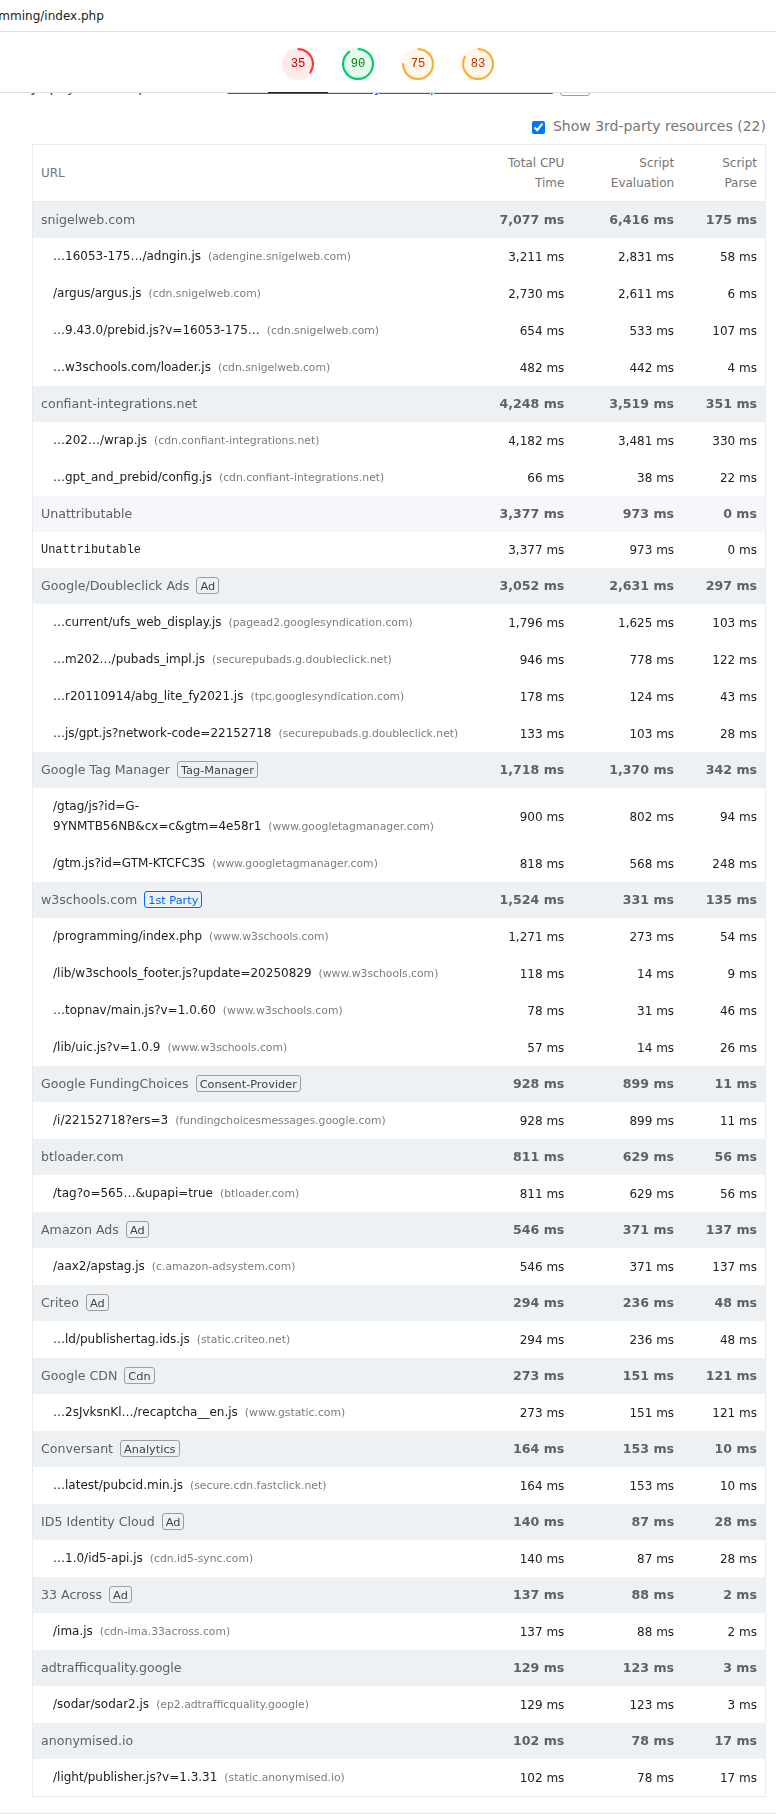 mming/index.php
35 90 75 83
Show 3rd-party resources (22)
URL Total CPU Time Script Evaluation Script Parse
snigelweb.com 7,077 ms 6,416 ms 175 ms
…16053-175…/adngin.js (adengine.snigelweb.com) 3,211 ms 2,831 ms 58 ms
/argus/argus.js (cdn.snigelweb.com) 2,730 ms 2,611 ms 6 ms
…9.43.0/prebid.js?v=16053-175… (cdn.snigelweb.com) 654 ms 533 ms 107 ms
…w3schools.com/loader.js (cdn.snigelweb.com) 482 ms 442 ms 4 ms
confiant-integrations.net 4,248 ms 3,519 ms 351 ms
…202…/wrap.js (cdn.confiant-integrations.net) 4,182 ms 3,481 ms 330 ms
…gpt_and_prebid/config.js (cdn.confiant-integrations.net) 66 ms 38 ms 22 ms
Unattributable 3,377 ms 973 ms 0 ms
Unattributable 3,377 ms 973 ms 0 ms
Google/Doubleclick Ads Ad 3,052 ms 2,631 ms 297 ms
…current/ufs_web_display.js (pagead2.googlesyndication.com) 1,796 ms 1,625 ms 103 ms
…m202…/pubads_impl.js (securepubads.g.doubleclick.net) 946 ms 778 ms 122 ms
…r20110914/abg_lite_fy2021.js (tpc.googlesyndication.com) 178 ms 124 ms 43 ms
…js/gpt.js?network-code=22152718 (securepubads.g.doubleclick.net) 133 ms 103 ms 28 ms
Google Tag Manager Tag-Manager 1,718 ms 1,370 ms 342 ms
/gtag/js?id=G-
9YNMTB56NB&cx=c&gtm=4e58r1 (www.googletagmanager.com) 900 ms 802 ms 94 ms
/gtm.js?id=GTM-KTCFC3S (www.googletagmanager.com) 818 ms 568 ms 248 ms
w3schools.com 1st Party 1,524 ms 331 ms 135 ms
/programming/index.php (www.w3schools.com) 1,271 ms 273 ms 54 ms
/lib/w3schools_footer.js?update=20250829 (www.w3schools.com) 118 ms 14 ms 9 ms
…topnav/main.js?v=1.0.60 (www.w3schools.com) 78 ms 31 ms 46 ms
/lib/uic.js?v=1.0.9 (www.w3schools.com) 57 ms 14 ms 26 ms
Google FundingChoices Consent-Provider 928 ms 899 ms 11 ms
/i/22152718?ers=3 (fundingchoicesmessages.google.com) 928 ms 899 ms 11 ms
btloader.com 811 ms 629 ms 56 ms
/tag?o=565…&upapi=true (btloader.com) 811 ms 629 ms 56 ms
Amazon Ads Ad 546 ms 371 ms 137 ms
/aax2/apstag.js (c.amazon-adsystem.com) 546 ms 371 ms 137 ms
Criteo Ad 294 ms 236 ms 48 ms
…ld/publishertag.ids.js (static.criteo.net) 294 ms 236 ms 48 ms
Google CDN Cdn 273 ms 151 ms 121 ms
…2sJvksnKl…/recaptcha__en.js (www.gstatic.com) 273 ms 151 ms 121 ms
Conversant Analytics 164 ms 153 ms 10 ms
…latest/pubcid.min.js (secure.cdn.fastclick.net) 164 ms 153 ms 10 ms
ID5 Identity Cloud Ad 140 ms 87 ms 28 ms
…1.0/id5-api.js (cdn.id5-sync.com) 140 ms 87 ms 28 ms
33 Across Ad 137 ms 88 ms 2 ms
/ima.js (cdn-ima.33across.com) 137 ms 88 ms 2 ms
adtrafficquality.google 129 ms 123 ms 3 ms
/sodar/sodar2.js (ep2.adtrafficquality.google) 129 ms 123 ms 3 ms
anonymised.io 102 ms 78 ms 17 ms
/light/publisher.js?v=1.3.31 (static.anonymised.io) 102 ms 78 ms 17 ms